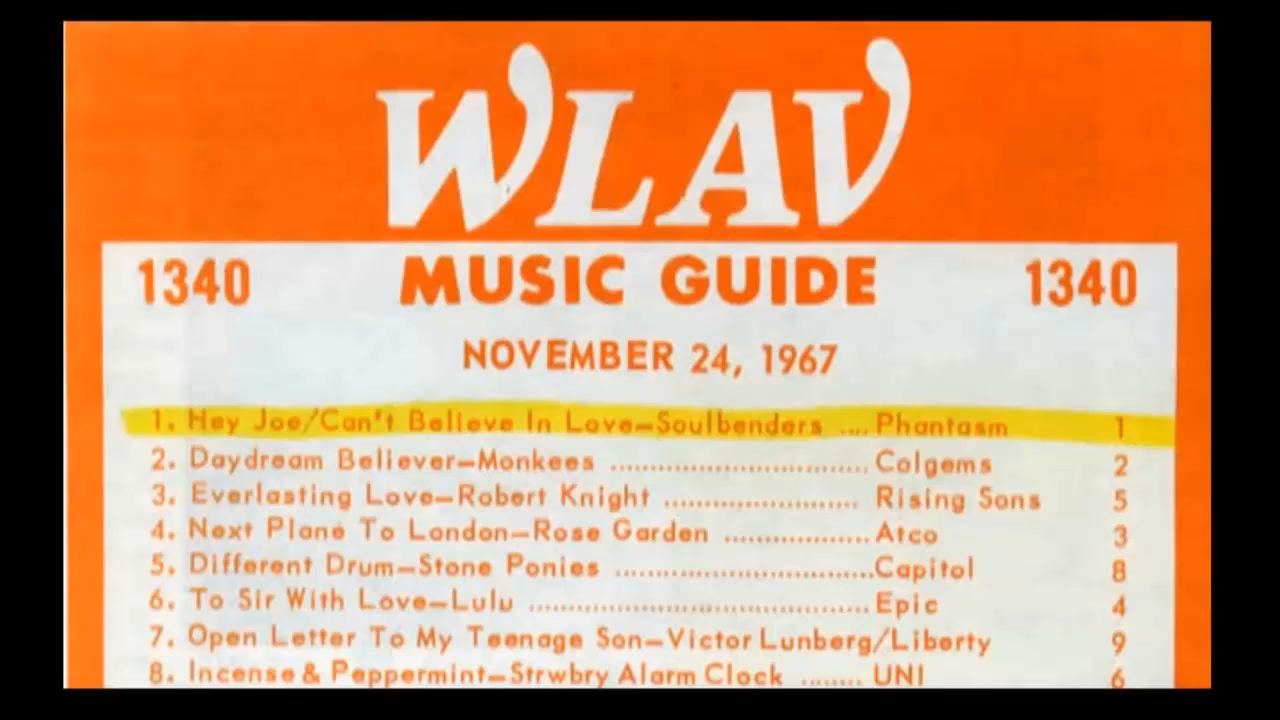 WLAV
1340 MUSIC GUIDE 1340
NOVEMBER 24, 1967
1. Hey Joe/Can't Believe In Love—Soulbenders .... Phantasm 1
2. Daydream Believer—Monkees .............................. Colgems 2
3. Everlasting Love—Robert Knight ...................... Rising Sons 5
4. Next Plane To London—Rose Garden ................. Atco 3
5. Different Drum—Stone Ponies .............................. Capitol 8
6. To Sir With Love—Lulu ....................................... Epic 4
7. Open Letter To My Teenage Son—Victor Lunberg/Liberty 9
8. Incense & Peppermint—Strwbry Alarm Clock ........ UNI 6